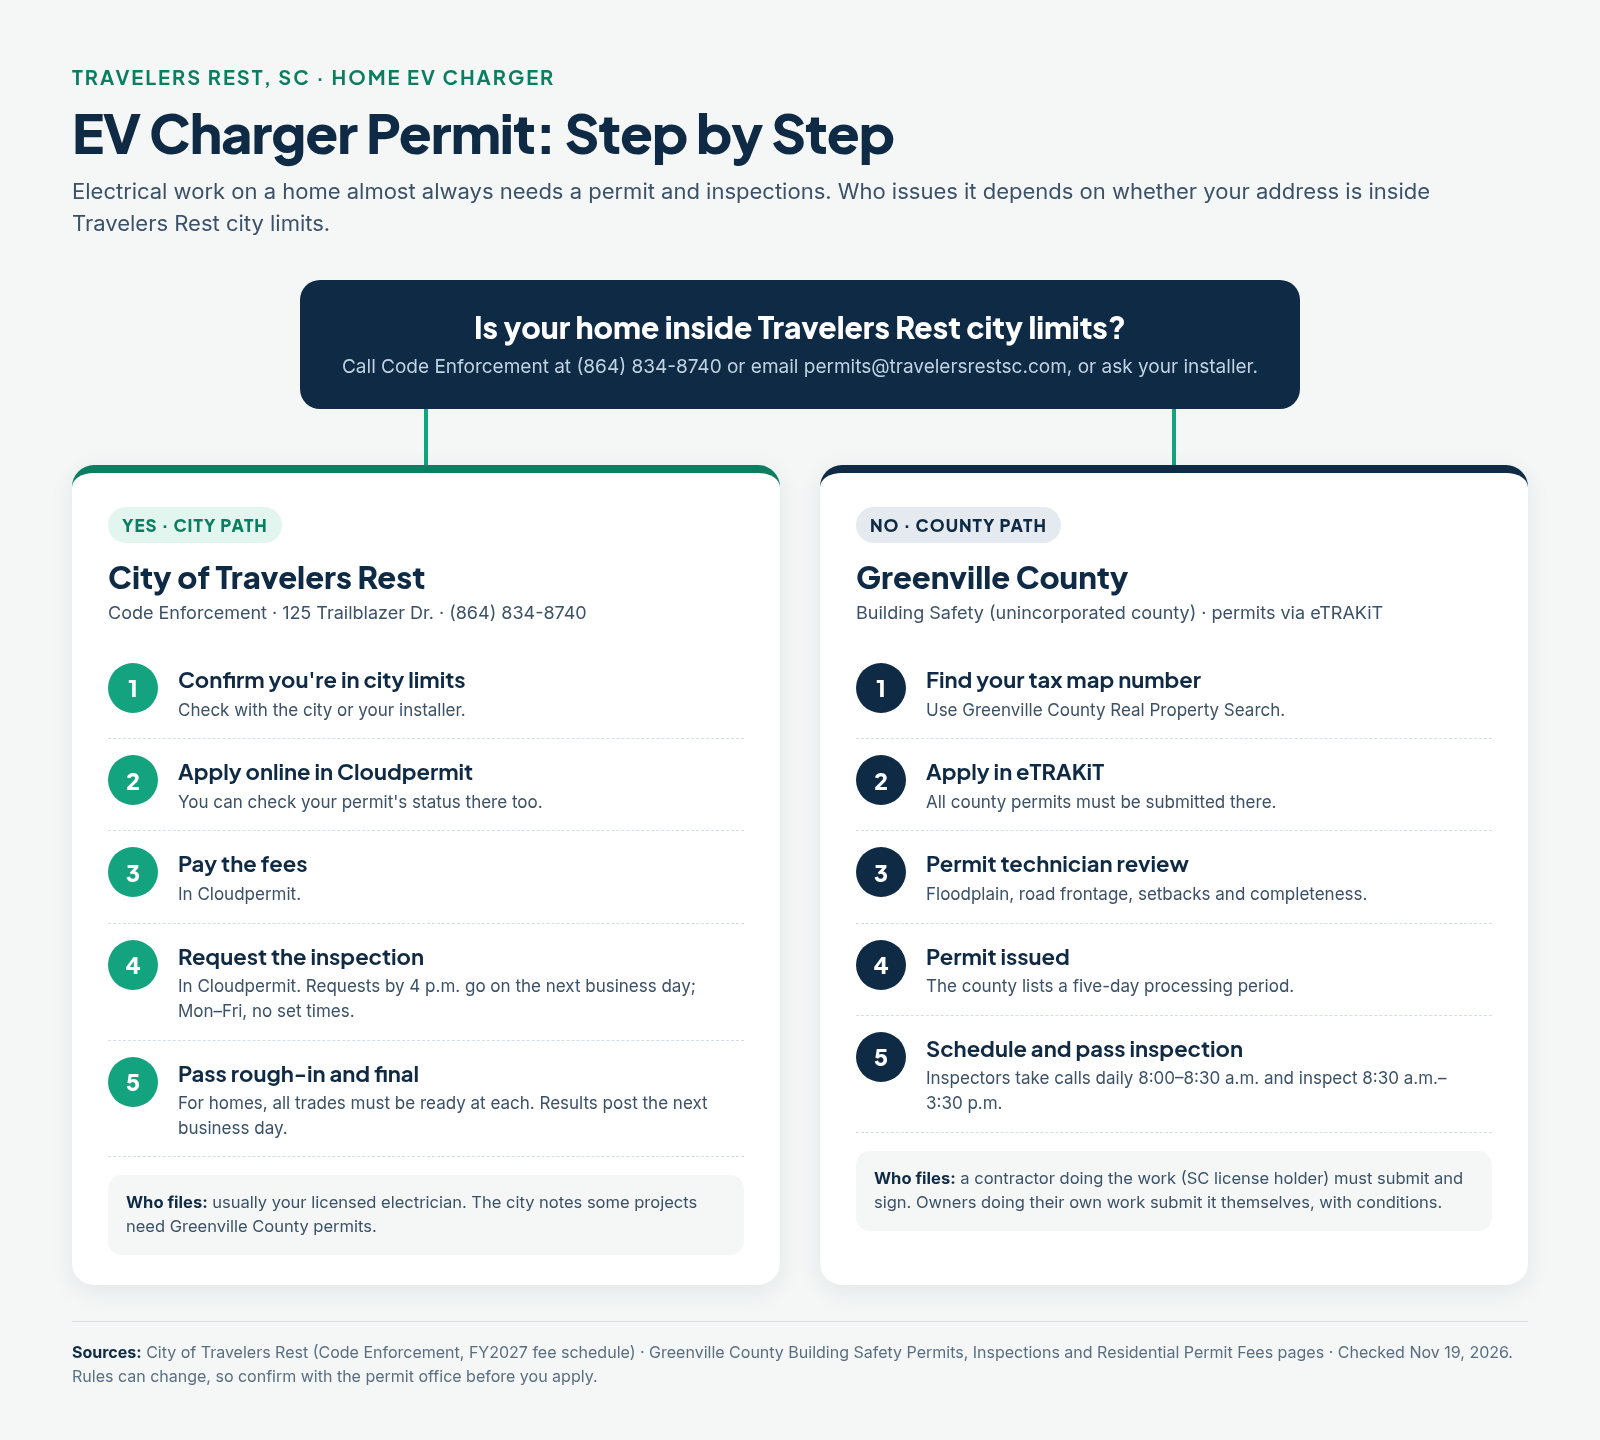 TRAVELERS REST, SC · HOME EV CHARGER
EV Charger Permit: Step by Step
Electrical work on a home almost always needs a permit and inspections. Who issues it depends on whether your address is inside
Travelers Rest city limits.
Is your home inside Travelers Rest city limits?
Call Code Enforcement at (864) 834-8740 or email permits@travelersrestsc.com, or ask your installer.
YES · CITY PATH
City of Travelers Rest
Code Enforcement · 125 Trailblazer Dr. · (864) 834-8740
1
Confirm you're in city limits
Check with the city or your installer.
2
Apply online in Cloudpermit
You can check your permit's status there too.
3
Pay the fees
In Cloudpermit.
4
Request the inspection
In Cloudpermit. Requests by 4 p.m. go on the next business day;
Mon–Fri, no set times.
5
Pass rough-in and final
For homes, all trades must be ready at each. Results post the next
business day.
Who files: usually your licensed electrician. The city notes some projects
need Greenville County permits.
NO · COUNTY PATH
Greenville County
Building Safety (unincorporated county) · permits via eTRAKiT
1
Find your tax map number
Use Greenville County Real Property Search.
2
Apply in eTRAKiT
All county permits must be submitted there.
3
Permit technician review
Floodplain, road frontage, setbacks and completeness.
4
Permit issued
The county lists a five-day processing period.
5
Schedule and pass inspection
Inspectors take calls daily 8:00–8:30 a.m. and inspect 8:30 a.m.–
3:30 p.m.
Who files: a contractor doing the work (SC license holder) must submit and
sign. Owners doing their own work submit it themselves, with conditions.
Sources: City of Travelers Rest (Code Enforcement, FY2027 fee schedule) · Greenville County Building Safety Permits, Inspections and Residential Permit Fees pages · Checked Nov 19, 2026.
Rules can change, so confirm with the permit office before you apply.